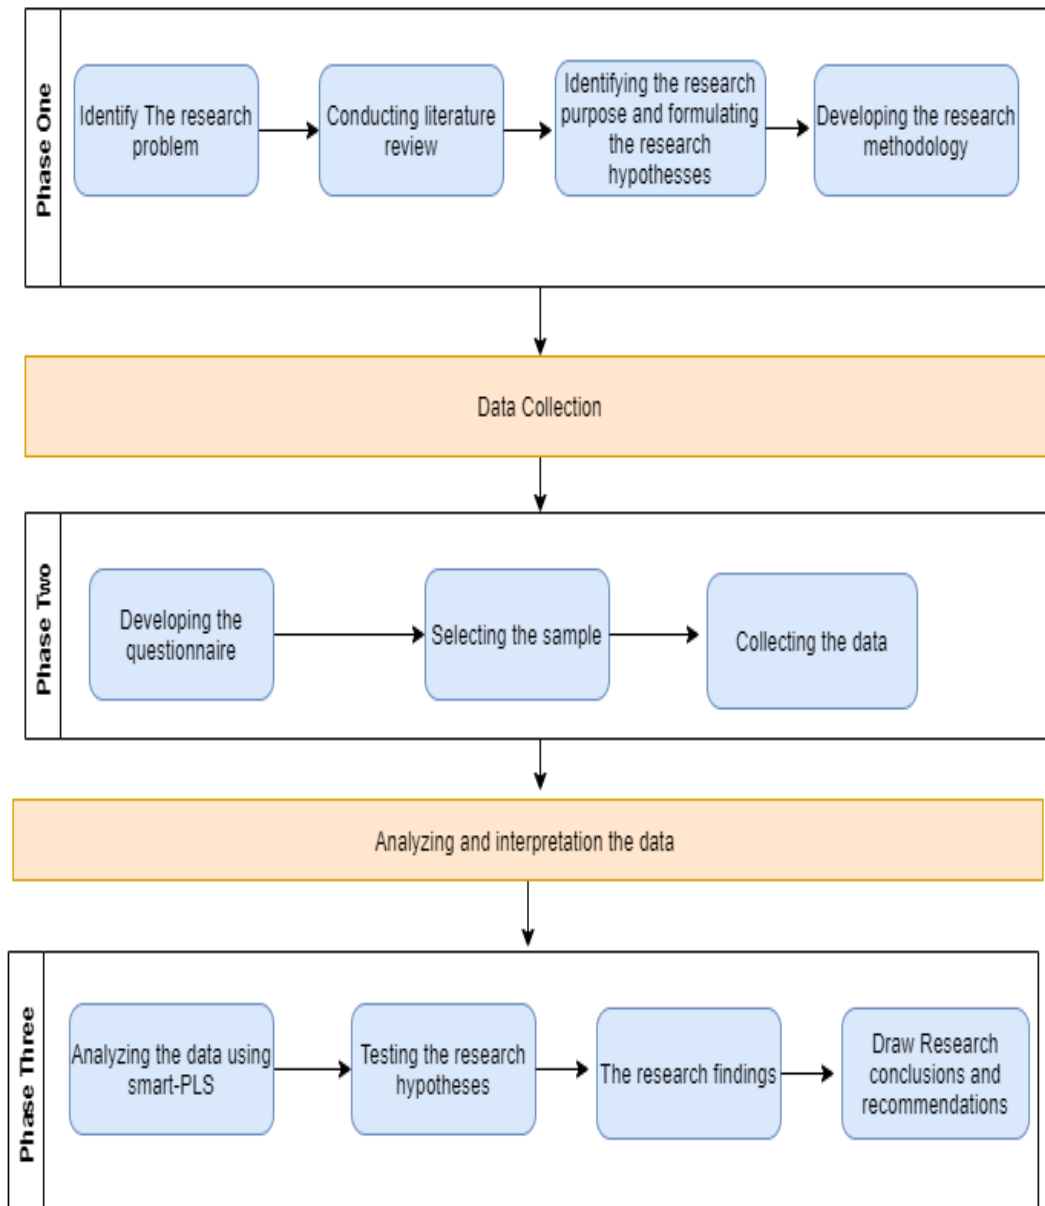 Phase One
Identify The research
problem
Conducting literature
review
Identifying the research
purpose and formulating
the research
hypothesses
Developing the research
methodology
Data Collection
Phase Two
Developing the
questionnaire
Selecting the sample
Collecting the data
Analyzing and interpretation the data
Phase Three
Analyzing the data using
smart-PLS
Testing the research
hypotheses
The research findings
Draw Research
conclusions and
recommendations